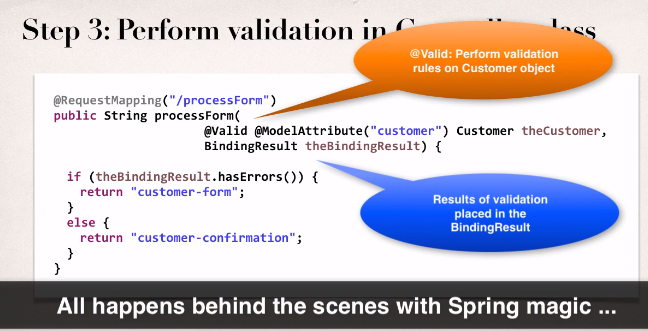 Step 3: Perform validation in Controller class
@Valid: Perform validation
rules on Customer object
@RequestMapping("/processForm")
public String processForm(
@Valid @ModelAttribute("customer") Customer theCustomer,
BindingResult theBindingResult) {
if (theBindingResult.hasErrors()) {
return "customer-form";
}
else {
return "customer-confirmation";
}
}
Results of validation
placed in the
BindingResult
All happens behind the scenes with Spring magic ...